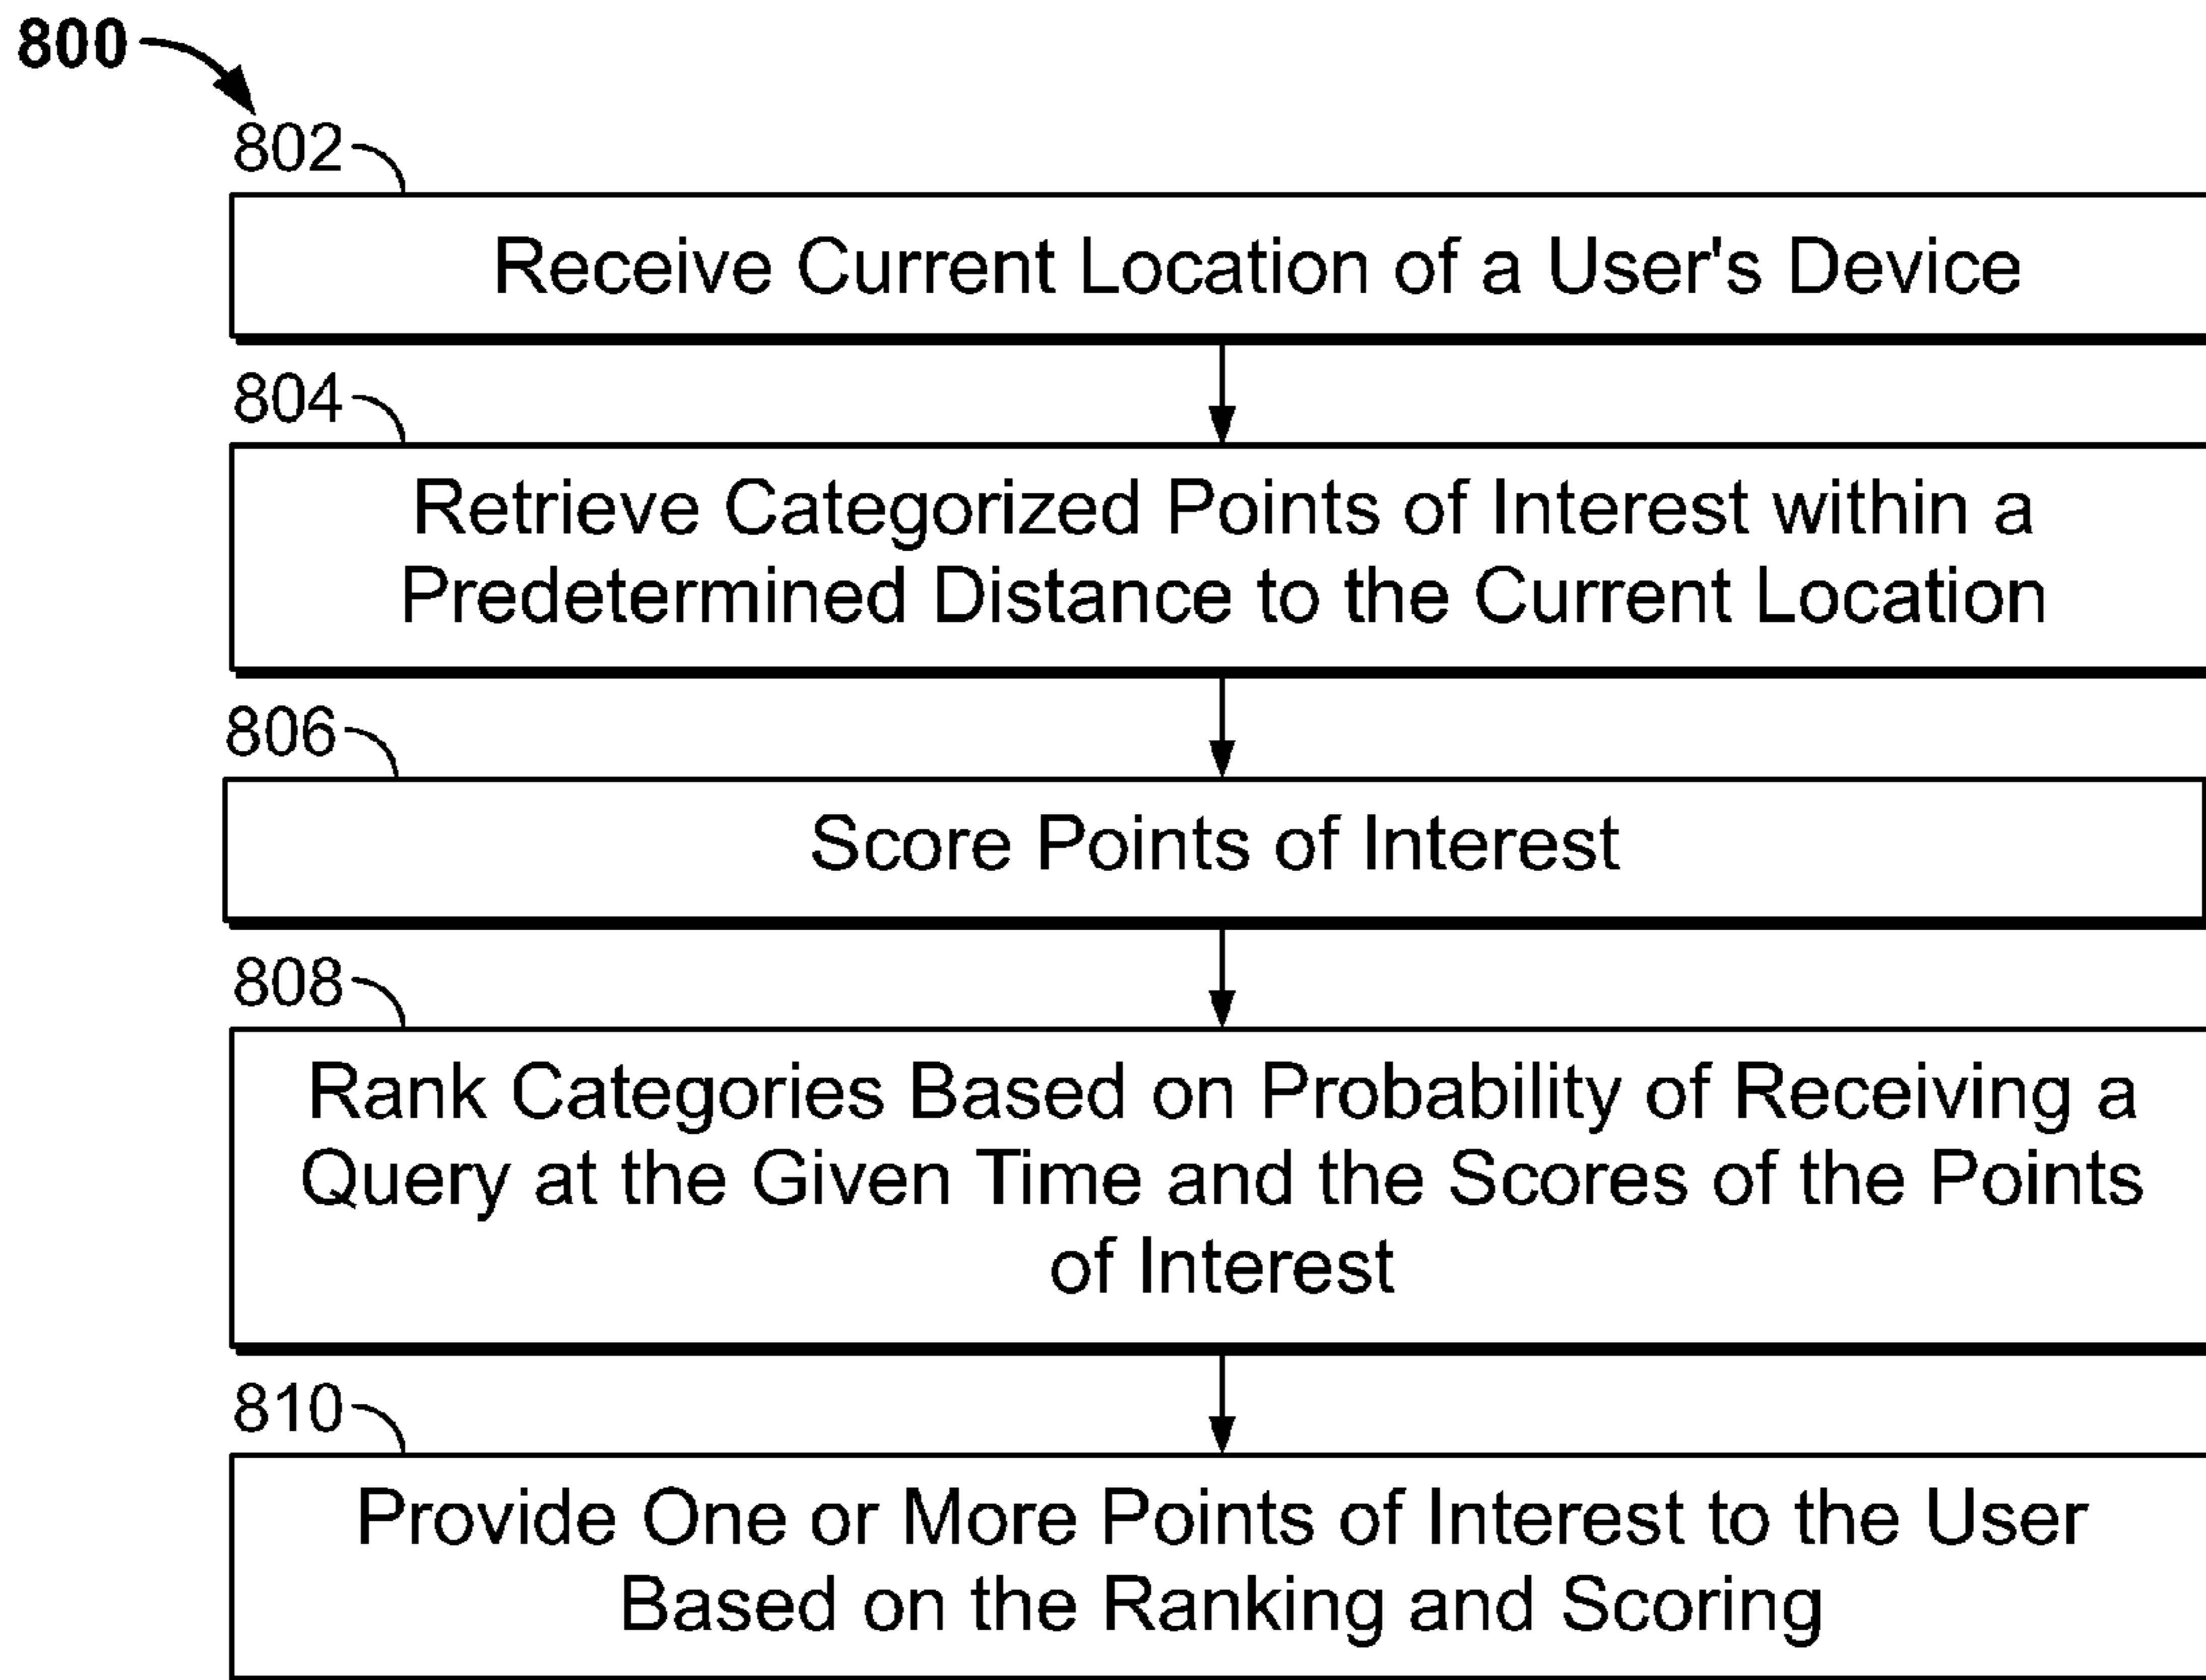 800
802
Receive Current Location of a User's Device
804
Retrieve Categorized Points of Interest within a
Predetermined Distance to the Current Location
806
Score Points of Interest
808
Rank Categories Based on Probability of Receiving a
Query at the Given Time and the Scores of the Points
of Interest
810
Provide One or More Points of Interest to the User
Based on the Ranking and Scoring